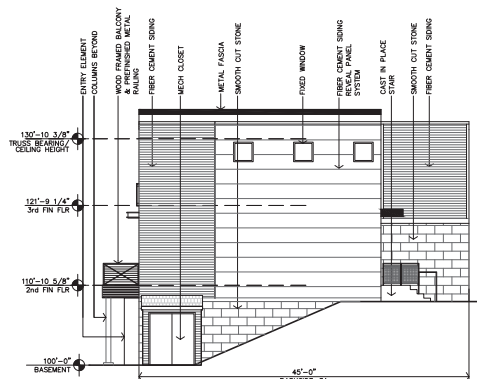 ENTRY ELEMENT
COLUMNS BEYOND
WOOD FRAMED BALCONY
& PREFINISHED METAL
RAILING
FIBER CEMENT SIDING
MECH CLOSET
METAL FASCIA
SMOOTH CUT STONE
FIXED WINDOW
FIBER CEMENT SIDING
REVEAL PANEL
SYSTEM
CAST IN PLACE
STAIR
SMOOTH CUT STONE
FIBER CEMENT SIDING
130'-10 3/8"
TRUSS BEARING/
CEILING HEIGHT
121'-9 1/4"
3rd FIN FLR
110'-10 5/8"
2nd FIN FLR
100'-0"
BASEMENT
45'-0"